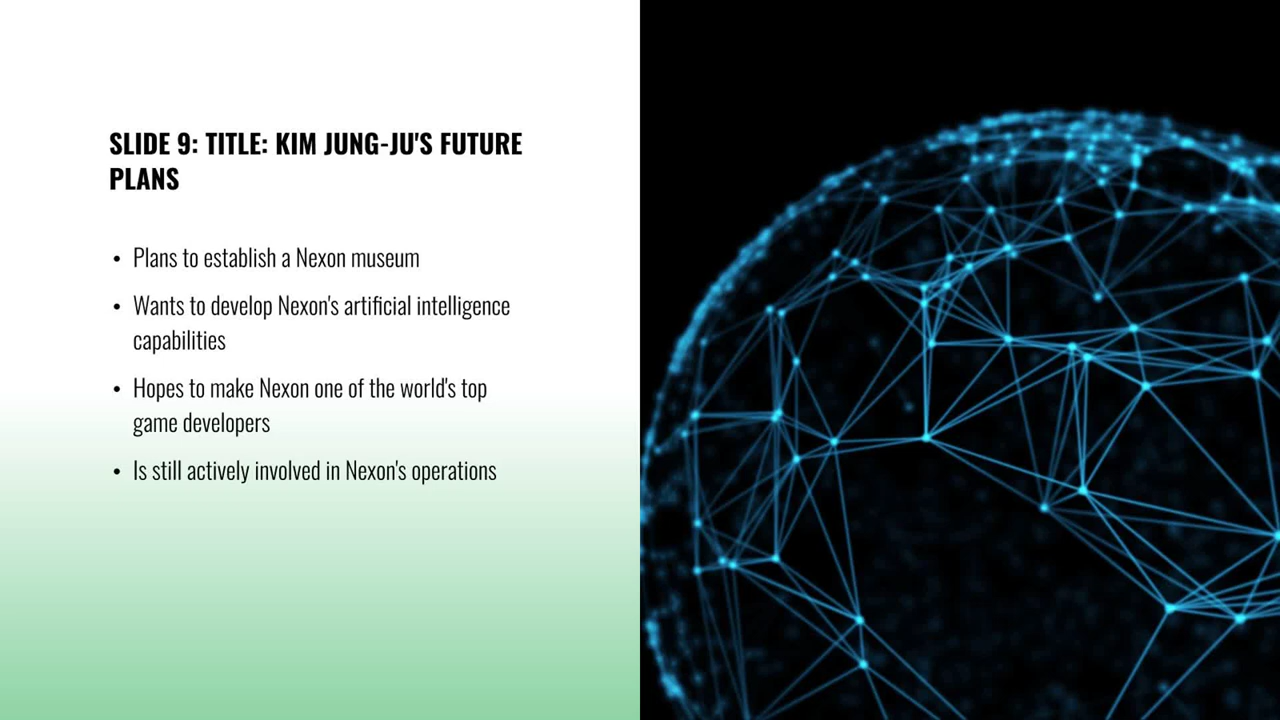 SLIDE 9: TITLE: KIM JUNG-JU'S FUTURE
PLANS
• Plans to establish a Nexon museum
• Wants to develop Nexon's artificial intelligence
capabilities
• Hopes to make Nexon one of the world's top
game developers
• Is still actively involved in Nexon's operations